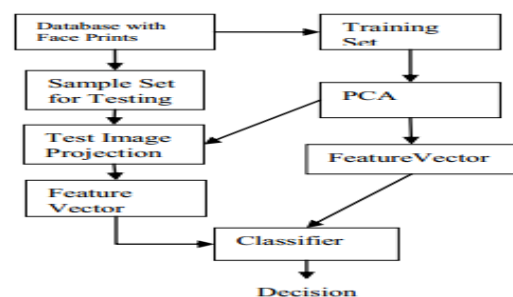 Database with
Face Prints
Training
Set
Sample Set
for Testing
PCA
Test Image
Projection
FeatureVector
Feature
Vector
Classifier
Decision